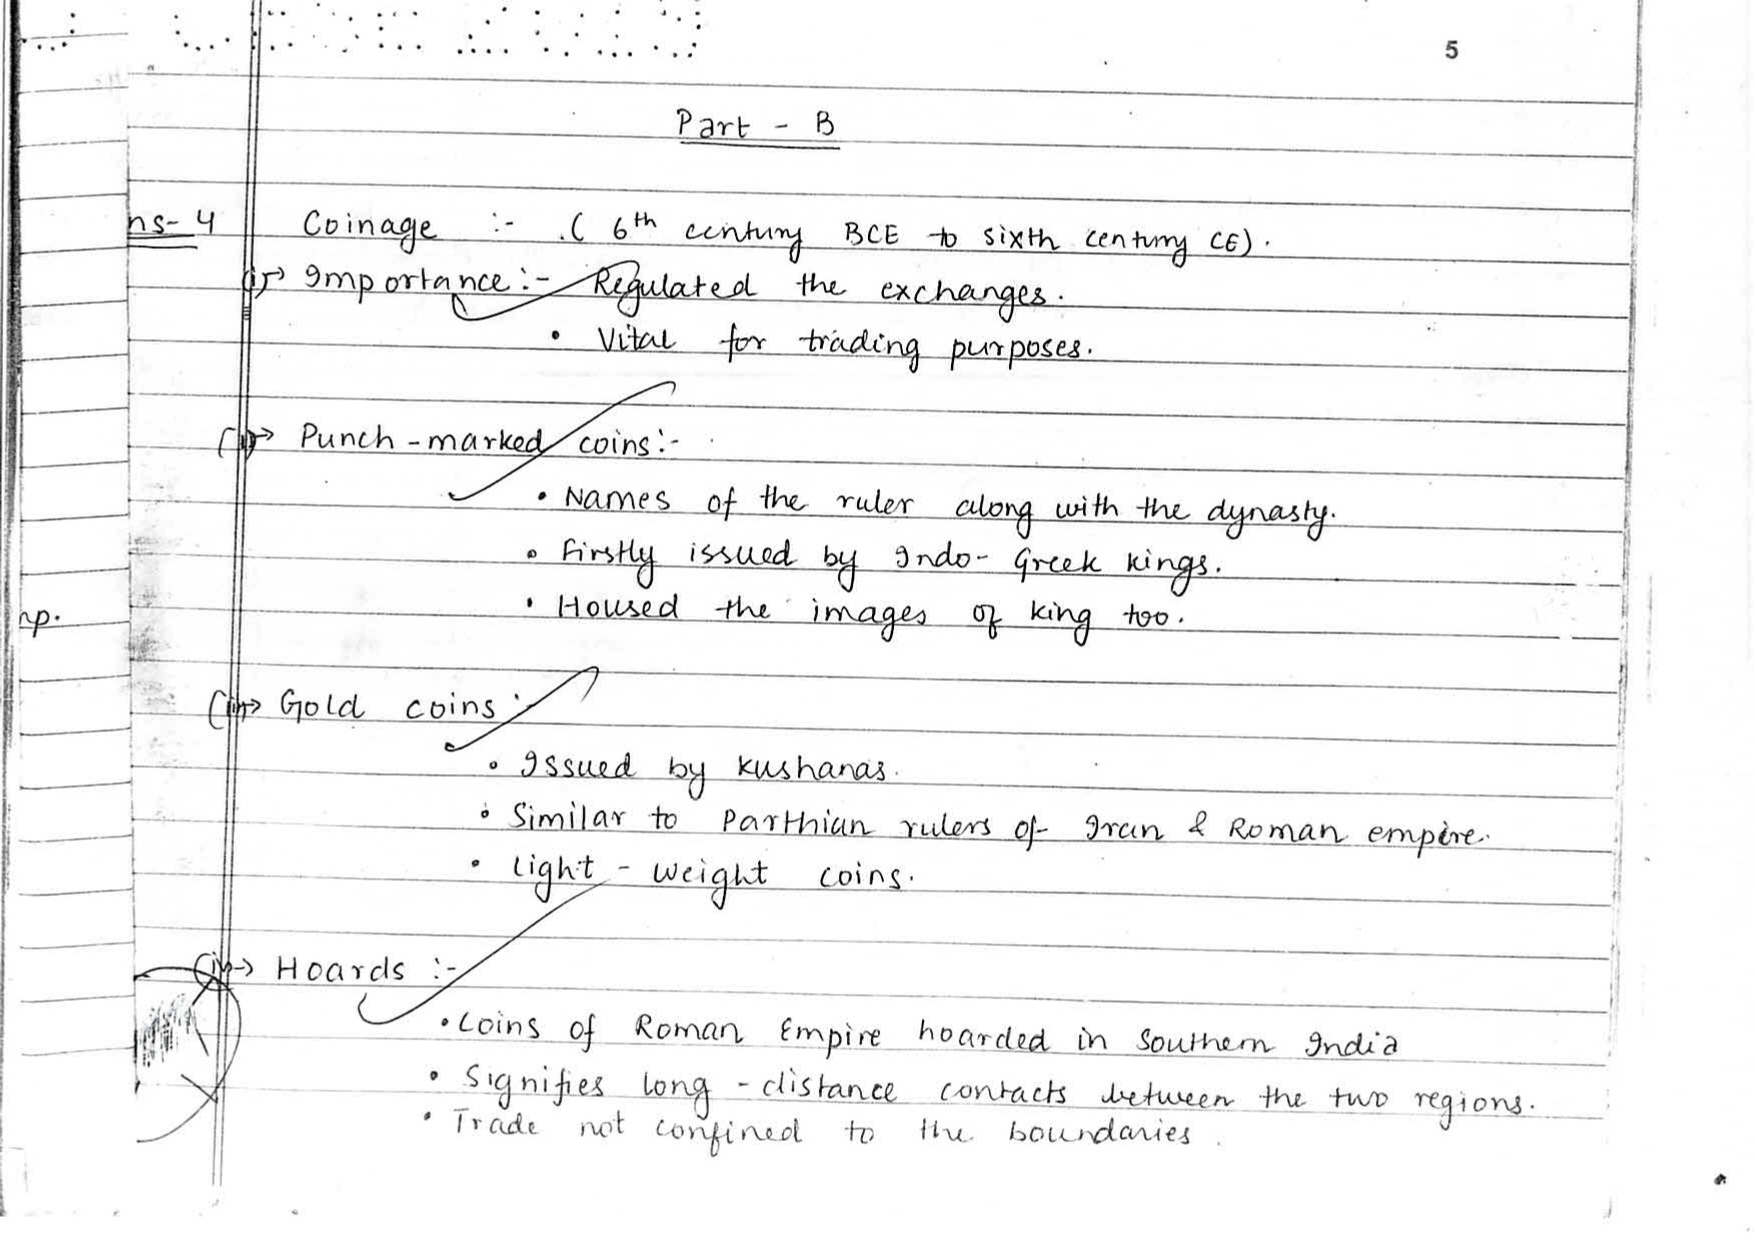 5
Part - B
ns-4 Coinage :- .( 6th century BCE to sixth century CE).
(i)→ Importance :- Regulated the exchanges.
• Vital for trading purposes.
(ii)→ Punch-marked coins:-
• Names of the ruler along with the dynasty.
• Firstly issued by Indo-Greek kings.
np.
• Housed the images of king too.
(iii)→ Gold coins :-
• Issued by Kushanas.
• Similar to Parthian rulers of Iran & Roman empire.
• Light-weight coins.
(iv)→ Hoards :-
• Coins of Roman Empire hoarded in Southern India
• Signifies long-distance contacts between the two regions.
• Trade not confined to the boundaries.